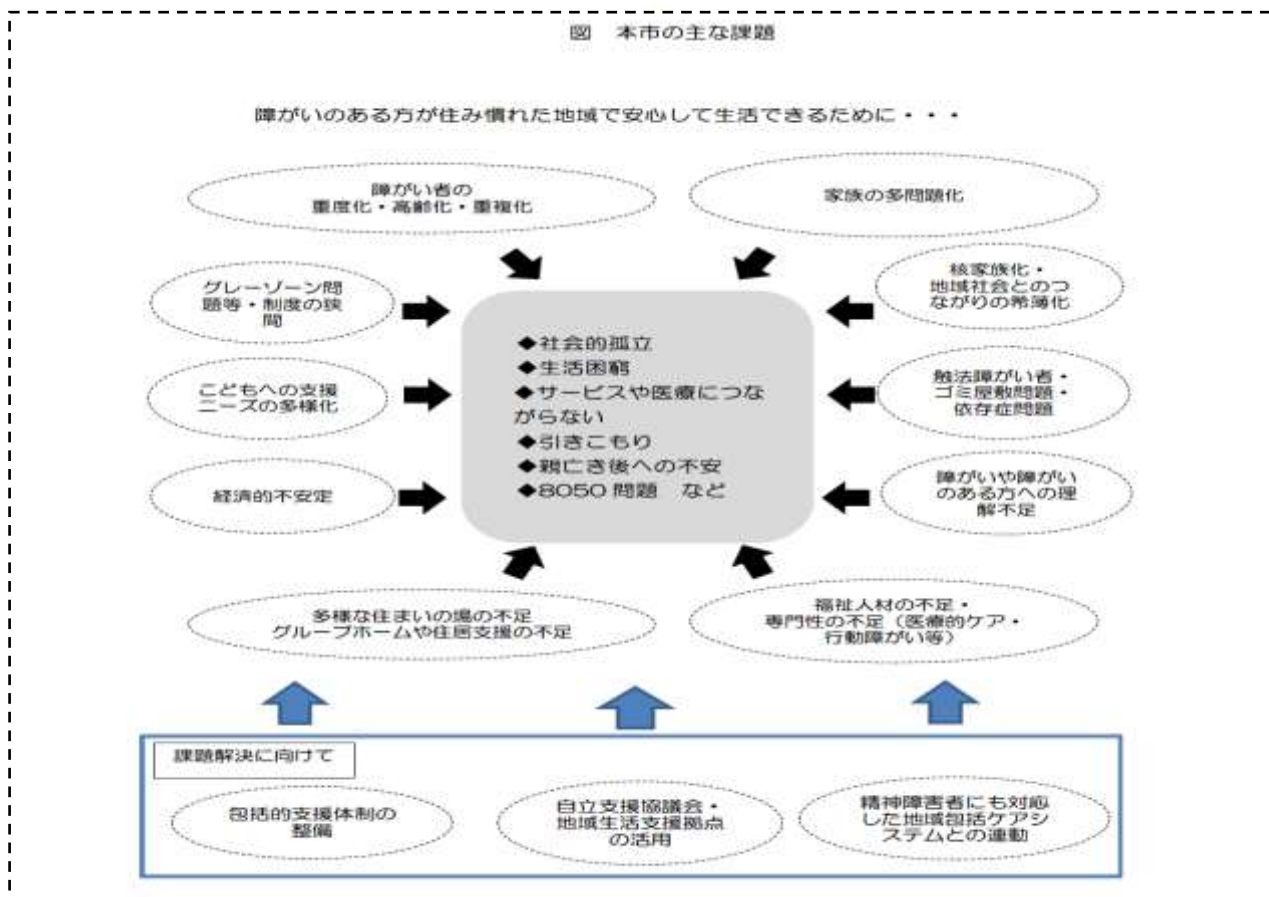 図　本市の主な課題
障がいのある方が住み慣れた地域で安心して生活できるために・・・
障がい者の
重度化・高齢化・重複化
家族の多問題化
グレーゾーン問
題等・制度の狭
間
核家族化・
地域社会とのつ
ながりの希薄化
◆社会的孤立
◆生活困窮
◆サービスや医療につな
がらない
◆引きこもり
◆親亡き後への不安
◆8050 問題　など
こどもへの支援
ニーズの多様化
触法障がい者・
ゴミ屋敷問題・
依存症問題
経済的不安定
障がいや障がい
のある方への理
解不足
多様な住まいの場の不足
グループホームや住居支援の不足
福祉人材の不足・
専門性の不足（医療的ケア・
行動障がい等）
課題解決に向けて
包括的支援体制の
整備
自立支援協議会・
地域生活支援拠点
の活用
精神障害者にも対応
した地域包括ケアシ
ステムとの連動